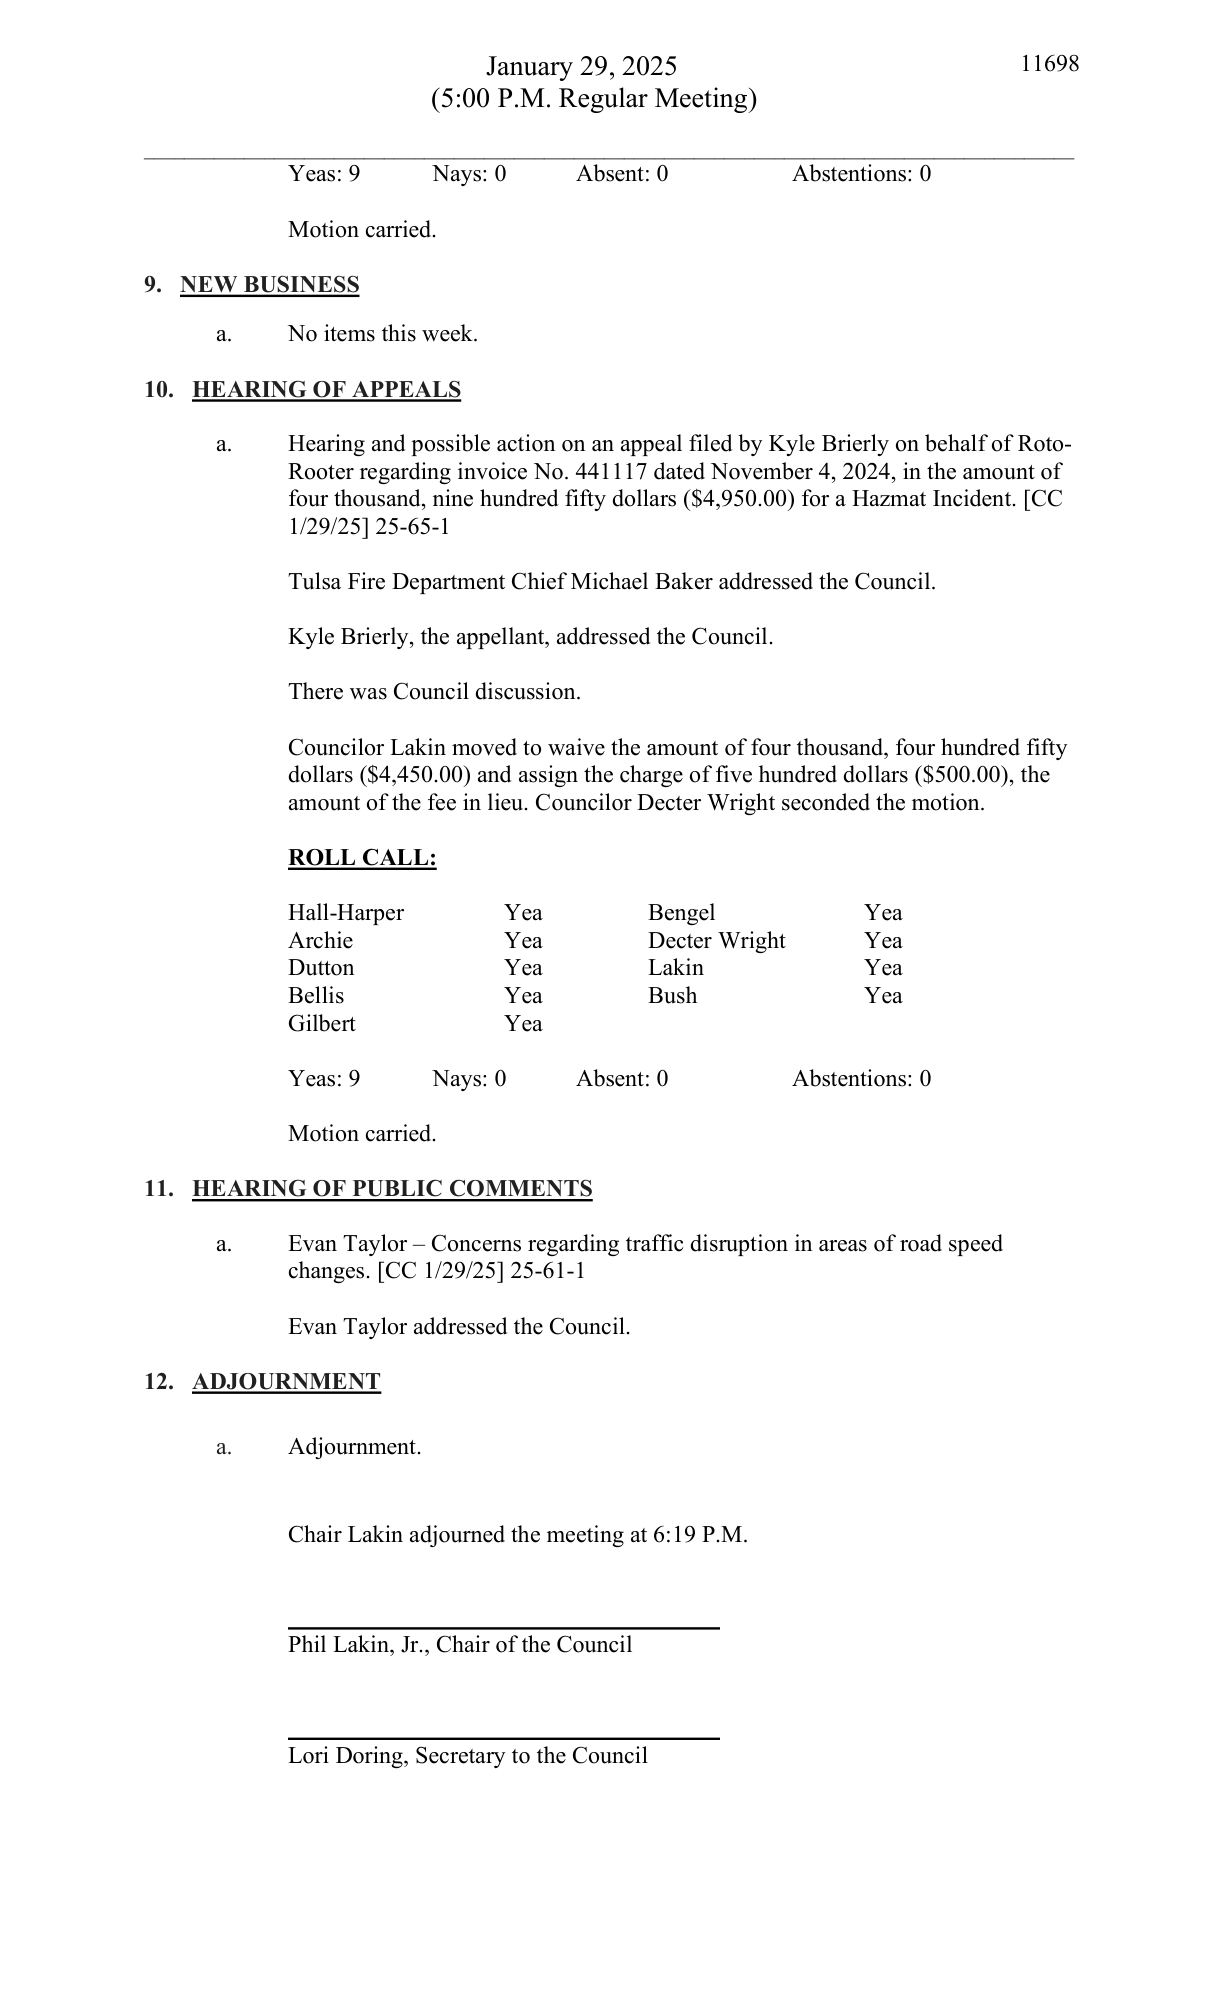 January 29, 2025 11698
(5:00 P.M. Regular Meeting)
Yeas: 9 Nays: 0 Absent: 0 Abstentions: 0
Motion carried.
9. NEW BUSINESS
a. No items this week.
10. HEARING OF APPEALS
a. Hearing and possible action on an appeal filed by Kyle Brierly on behalf of Roto-
Rooter regarding invoice No. 441117 dated November 4, 2024, in the amount of
four thousand, nine hundred fifty dollars ($4,950.00) for a Hazmat Incident. [CC
1/29/25] 25-65-1
Tulsa Fire Department Chief Michael Baker addressed the Council.
Kyle Brierly, the appellant, addressed the Council.
There was Council discussion.
Councilor Lakin moved to waive the amount of four thousand, four hundred fifty
dollars ($4,450.00) and assign the charge of five hundred dollars ($500.00), the
amount of the fee in lieu. Councilor Decter Wright seconded the motion.
ROLL CALL:
Hall-Harper Yea Bengel Yea
Archie Yea Decter Wright Yea
Dutton Yea Lakin Yea
Bellis Yea Bush Yea
Gilbert Yea
Yeas: 9 Nays: 0 Absent: 0 Abstentions: 0
Motion carried.
11. HEARING OF PUBLIC COMMENTS
a. Evan Taylor – Concerns regarding traffic disruption in areas of road speed
changes. [CC 1/29/25] 25-61-1
Evan Taylor addressed the Council.
12. ADJOURNMENT
a. Adjournment.
Chair Lakin adjourned the meeting at 6:19 P.M.
Phil Lakin, Jr., Chair of the Council
Lori Doring, Secretary to the Council